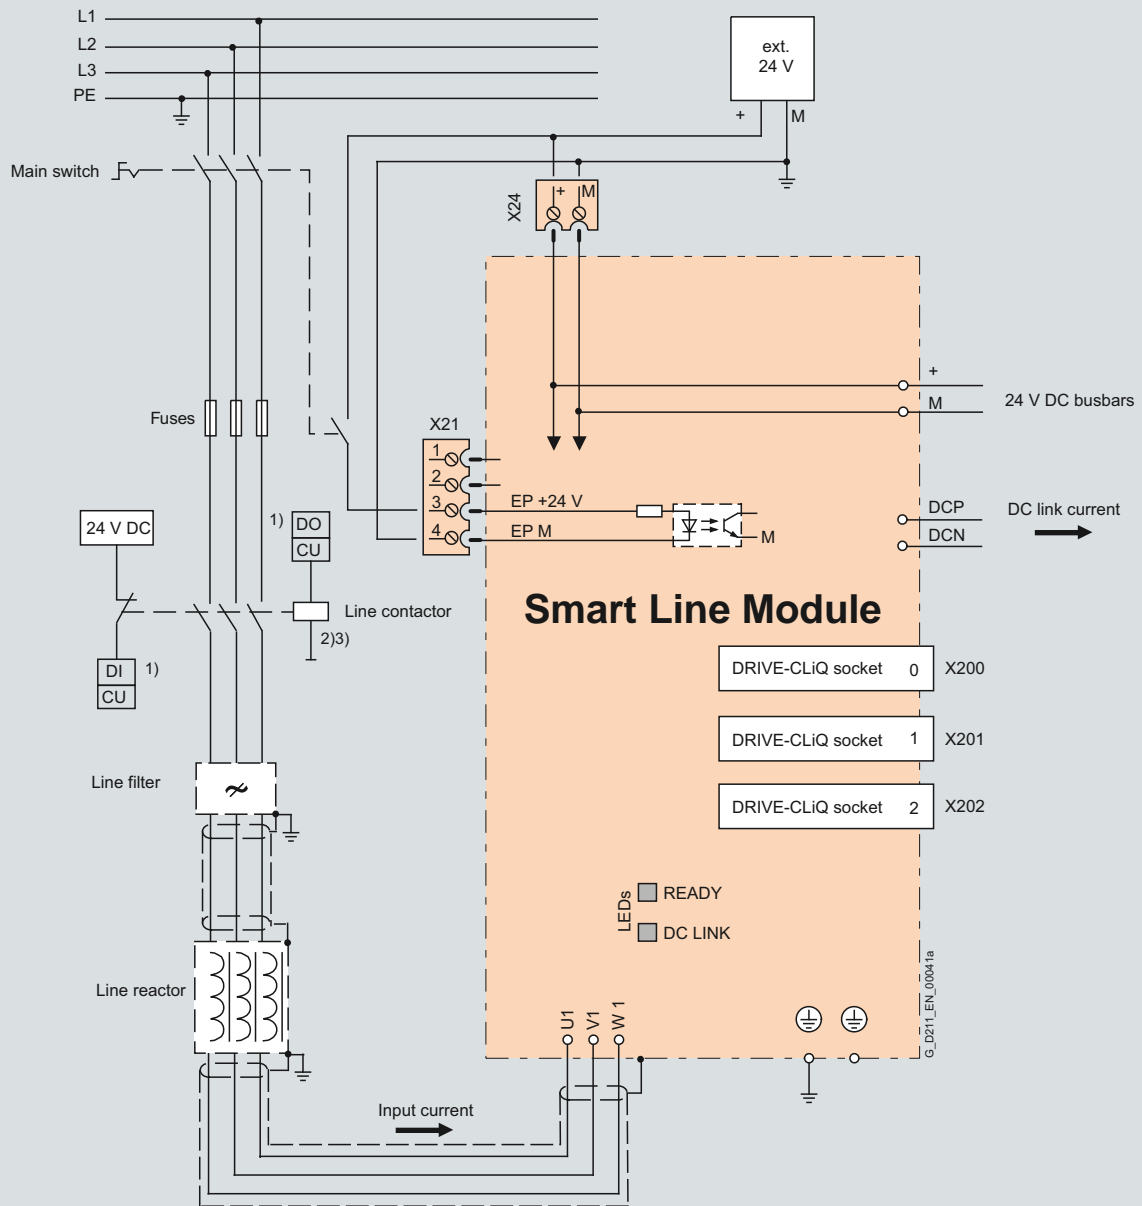 L1
L2
L3
PE
ext.
24 V
+ M
Main switch
X24
+ M
Fuses
X21
1
2
3
4
EP +24 V
EP M
M
+
M
24 V DC busbars
DCP
DCN
DC link current
24 V DC
1) DO
CU
Line contactor
2)3)
DI 1)
CU
Smart Line Module
DRIVE-CLiQ socket 0 X200
DRIVE-CLiQ socket 1 X201
DRIVE-CLiQ socket 2 X202
Line filter
LEDs
READY
DC LINK
Line reactor
U1
V1
W 1
G_D211_EN_00041a
Input current